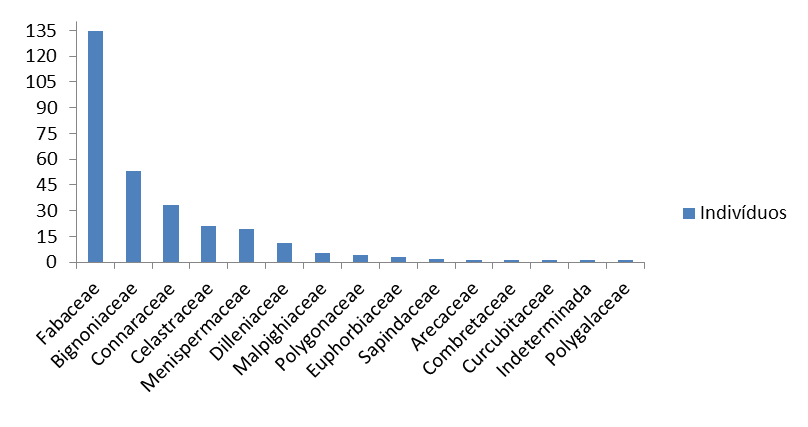 135
120
105
90
75
60
45
30
15
0
Indivíduos
Fabaceae
Bignoniaceae
Connaraceae
Celastraceae
Menispermaceae
Dilleniaceae
Malpighiaceae
Polygonaceae
Euphorbiaceae
Sapindaceae
Arecaceae
Combretaceae
Curcubitaceae
Indeterminada
Polygalaceae